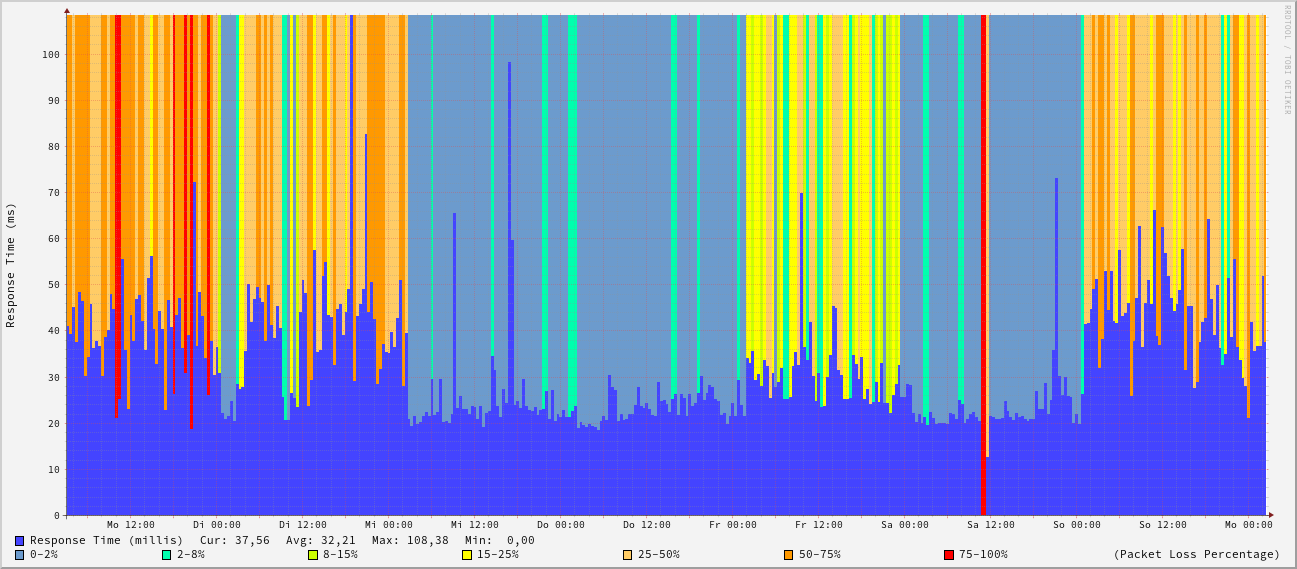 RRDTOOL / TOBI OETIKER
Response Time (ms)
100
90
80
70
60
50
40
30
20
10
0
Mo 12:00 Di 00:00 Di 12:00 Mi 00:00 Mi 12:00 Do 00:00 Do 12:00 Fr 00:00 Fr 12:00 Sa 00:00 Sa 12:00 So 00:00 So 12:00 Mo 00:00
Response Time (millis) Cur: 37,56 Avg: 32,21 Max: 108,38 Min: 0,00
0-2% 2-8% 8-15% 15-25% 25-50% 50-75% 75-100% (Packet Loss Percentage)